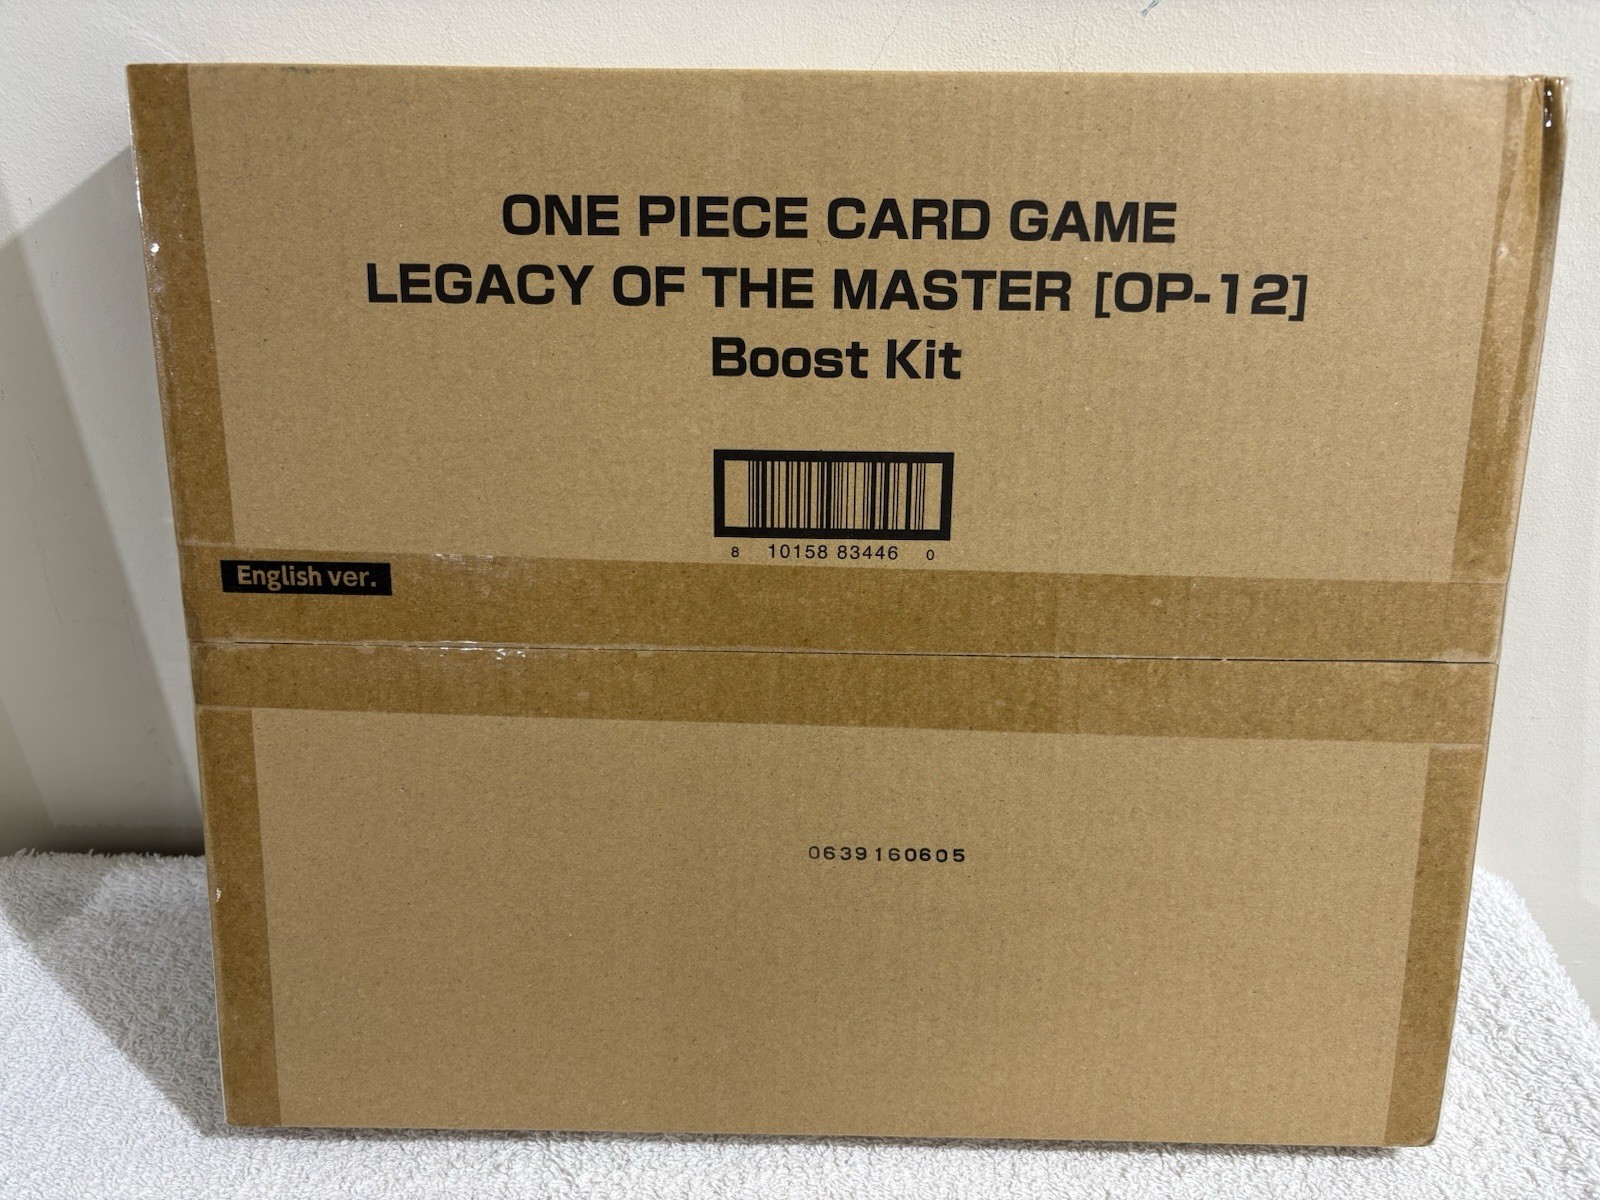 ONE PIECE CARD GAME
LEGACY OF THE MASTER [OP-12]
Boost Kit
8 10158 83446 0
English ver.
0639160605